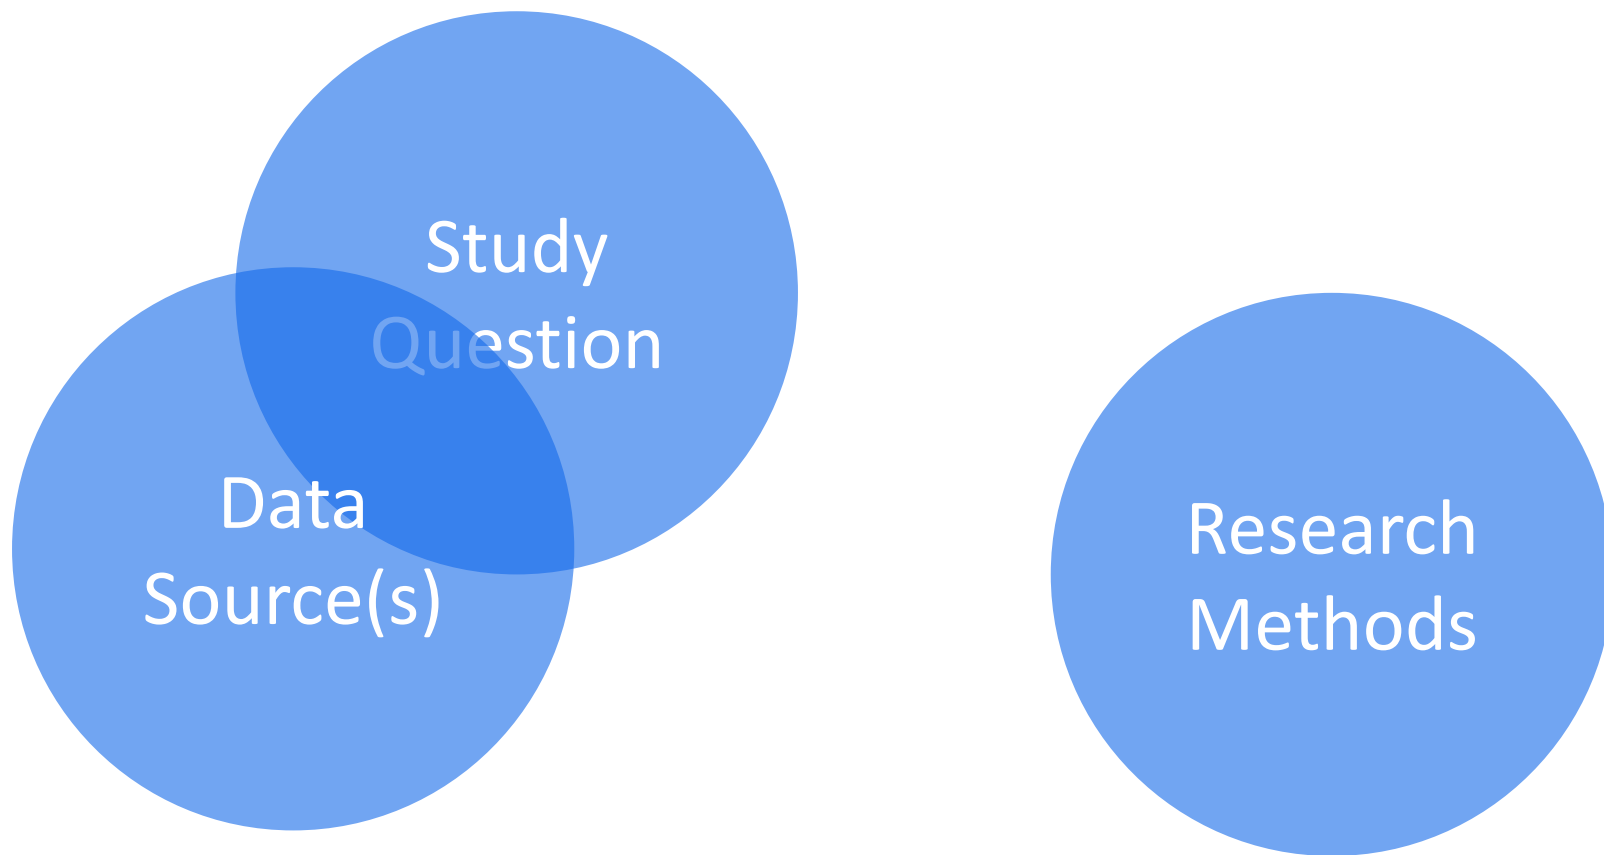 Study
Question
Data
Source(s)
Research
Methods